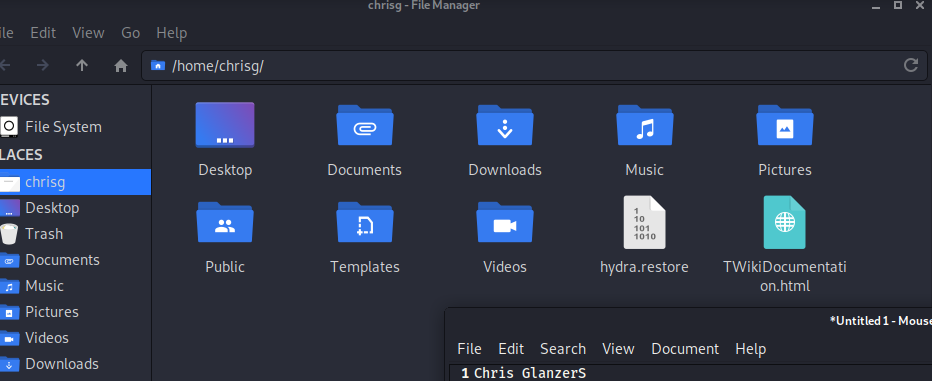 chrisg - File Manager
ile Edit View Go Help
/home/chrisg/
EVICES
File System
LACES
chrisg
Desktop
Trash
Documents
Music
Pictures
Videos
Downloads
Desktop Documents Downloads Music Pictures
Public Templates Videos hydra.restore TWikiDocumentati
on.html
1
10
101
1010
*Untitled 1 - Mouse
File Edit Search View Document Help
1 Chris GlanzerS